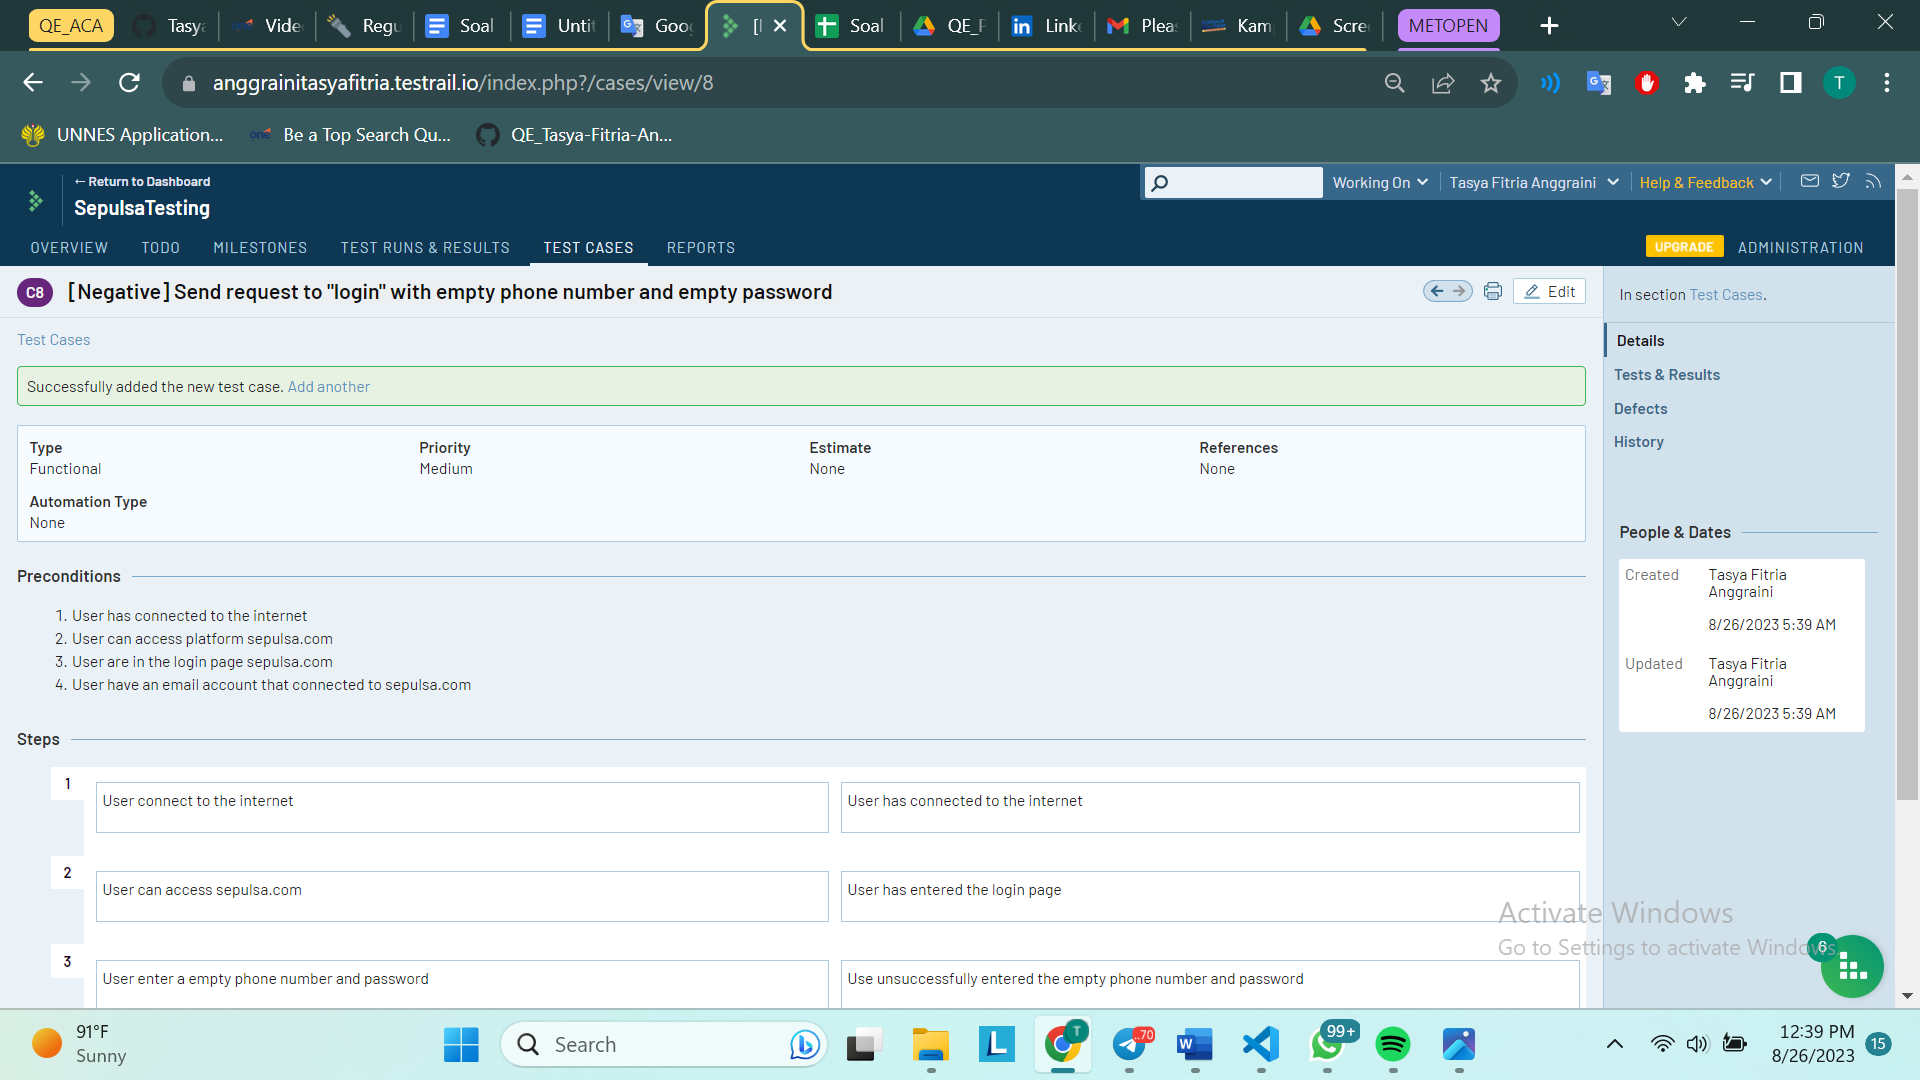 QE_ACA
Tasya
Vide
Regu
Soal
Unti
Goo
[
Soal
QE_P
Link
Pleas
Kam
Scre
METOPEN
anggrainitasyafitria.testrail.io/index.php?/cases/view/8
T
UNNES Application...
Be a Top Search Qu...
QE_Tasya-Fitria-An...
← Return to Dashboard
SepulsaTesting
Working On
Tasya Fitria Anggraini
Help & Feedback
OVERVIEW
TODO
MILESTONES
TEST RUNS & RESULTS
TEST CASES
REPORTS
UPGRADE
ADMINISTRATION
C8
[Negative] Send request to "login" with empty phone number and empty password
Edit
In section Test Cases.
Test Cases
Successfully added the new test case. Add another
Details
Tests & Results
Defects
History
Type
Functional
Priority
Medium
Estimate
None
References
None
Automation Type
None
Preconditions
1. User has connected to the internet
2. User can access platform sepulsa.com
3. User are in the login page sepulsa.com
4. User have an email account that connected to sepulsa.com
People & Dates
Created
Tasya Fitria
Anggraini
8/26/2023 5:39 AM
Updated
Tasya Fitria
Anggraini
8/26/2023 5:39 AM
Steps
1
User connect to the internet
User has connected to the internet
2
User can access sepulsa.com
User has entered the login page
3
User enter a empty phone number and password
Use unsuccessfully entered the empty phone number and password
Activate Windows
Go to Settings to activate Windows.
6
91°F
Sunny
Search
L
T
..70
W
99+
12:39 PM
8/26/2023
15